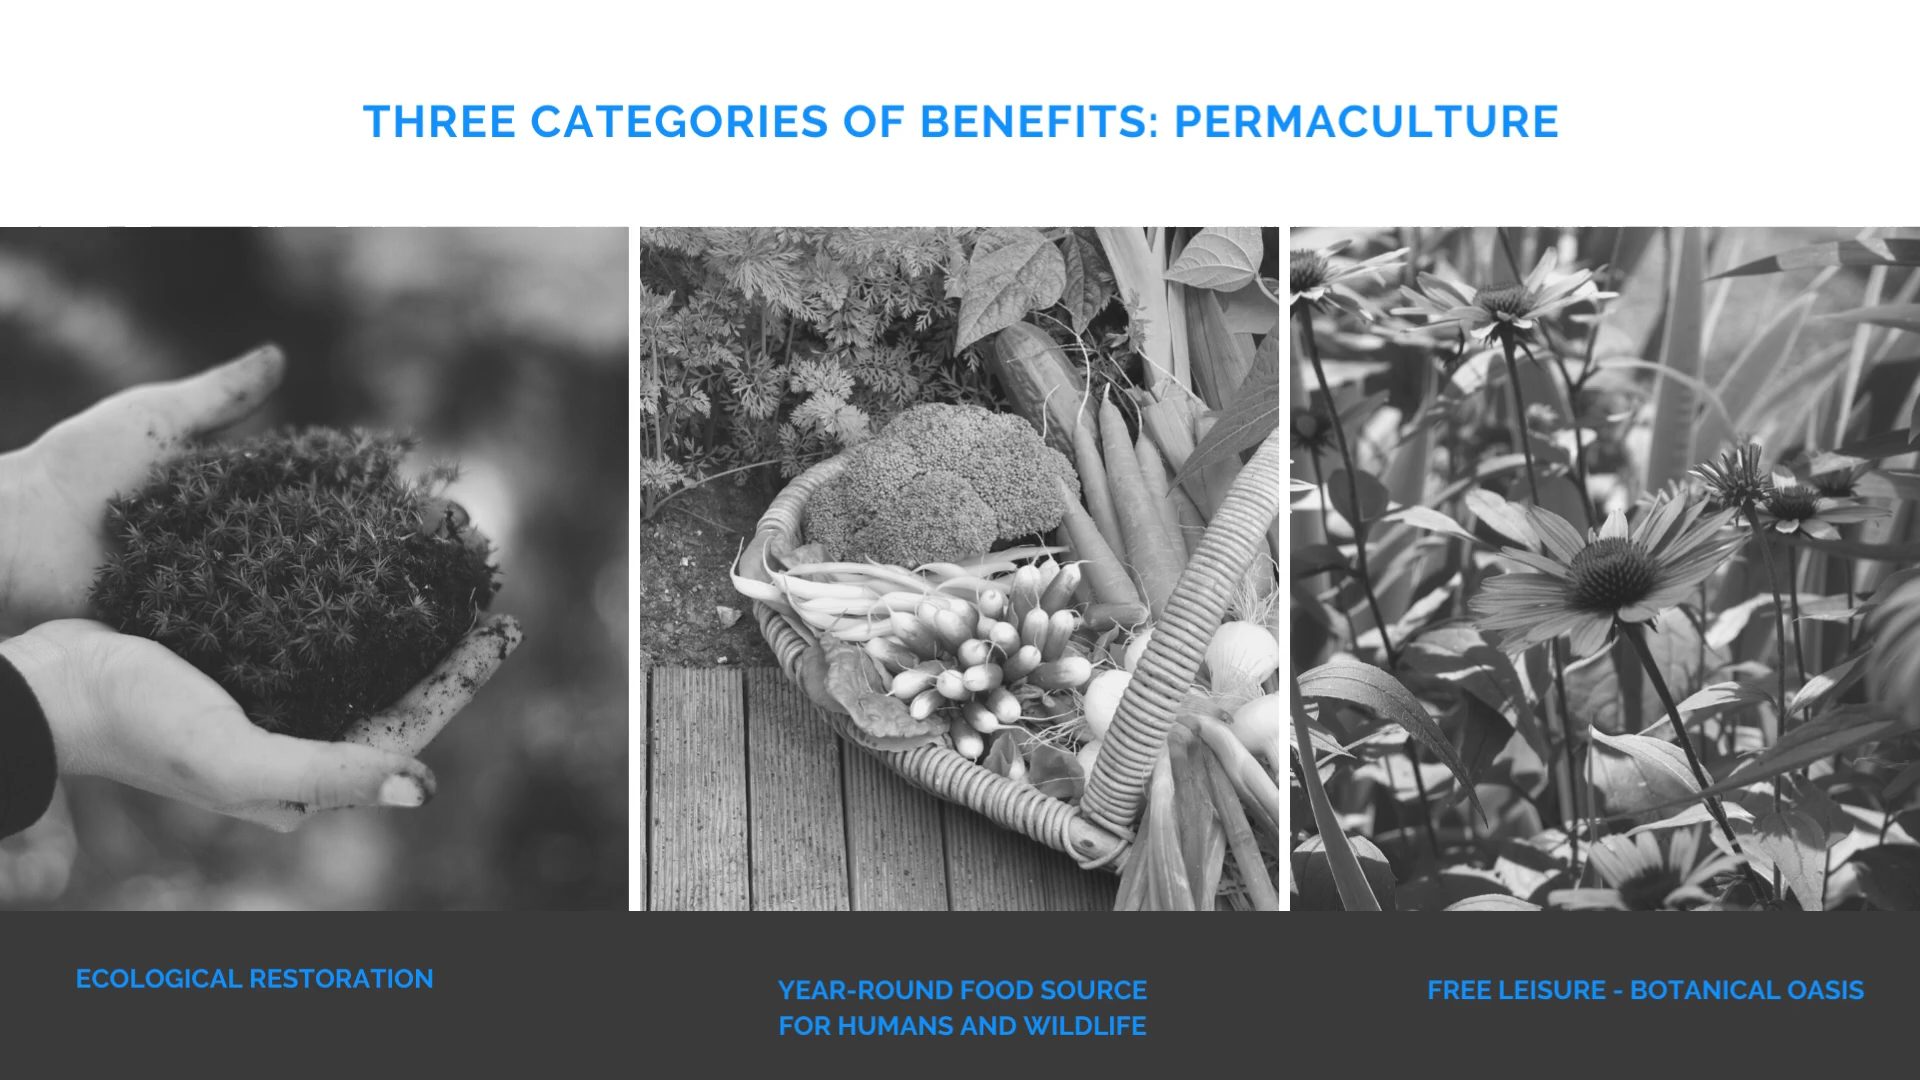 THREE CATEGORIES OF BENEFITS: PERMACULTURE
ECOLOGICAL RESTORATION
YEAR-ROUND FOOD SOURCE
FOR HUMANS AND WILDLIFE
FREE LEISURE - BOTANICAL OASIS